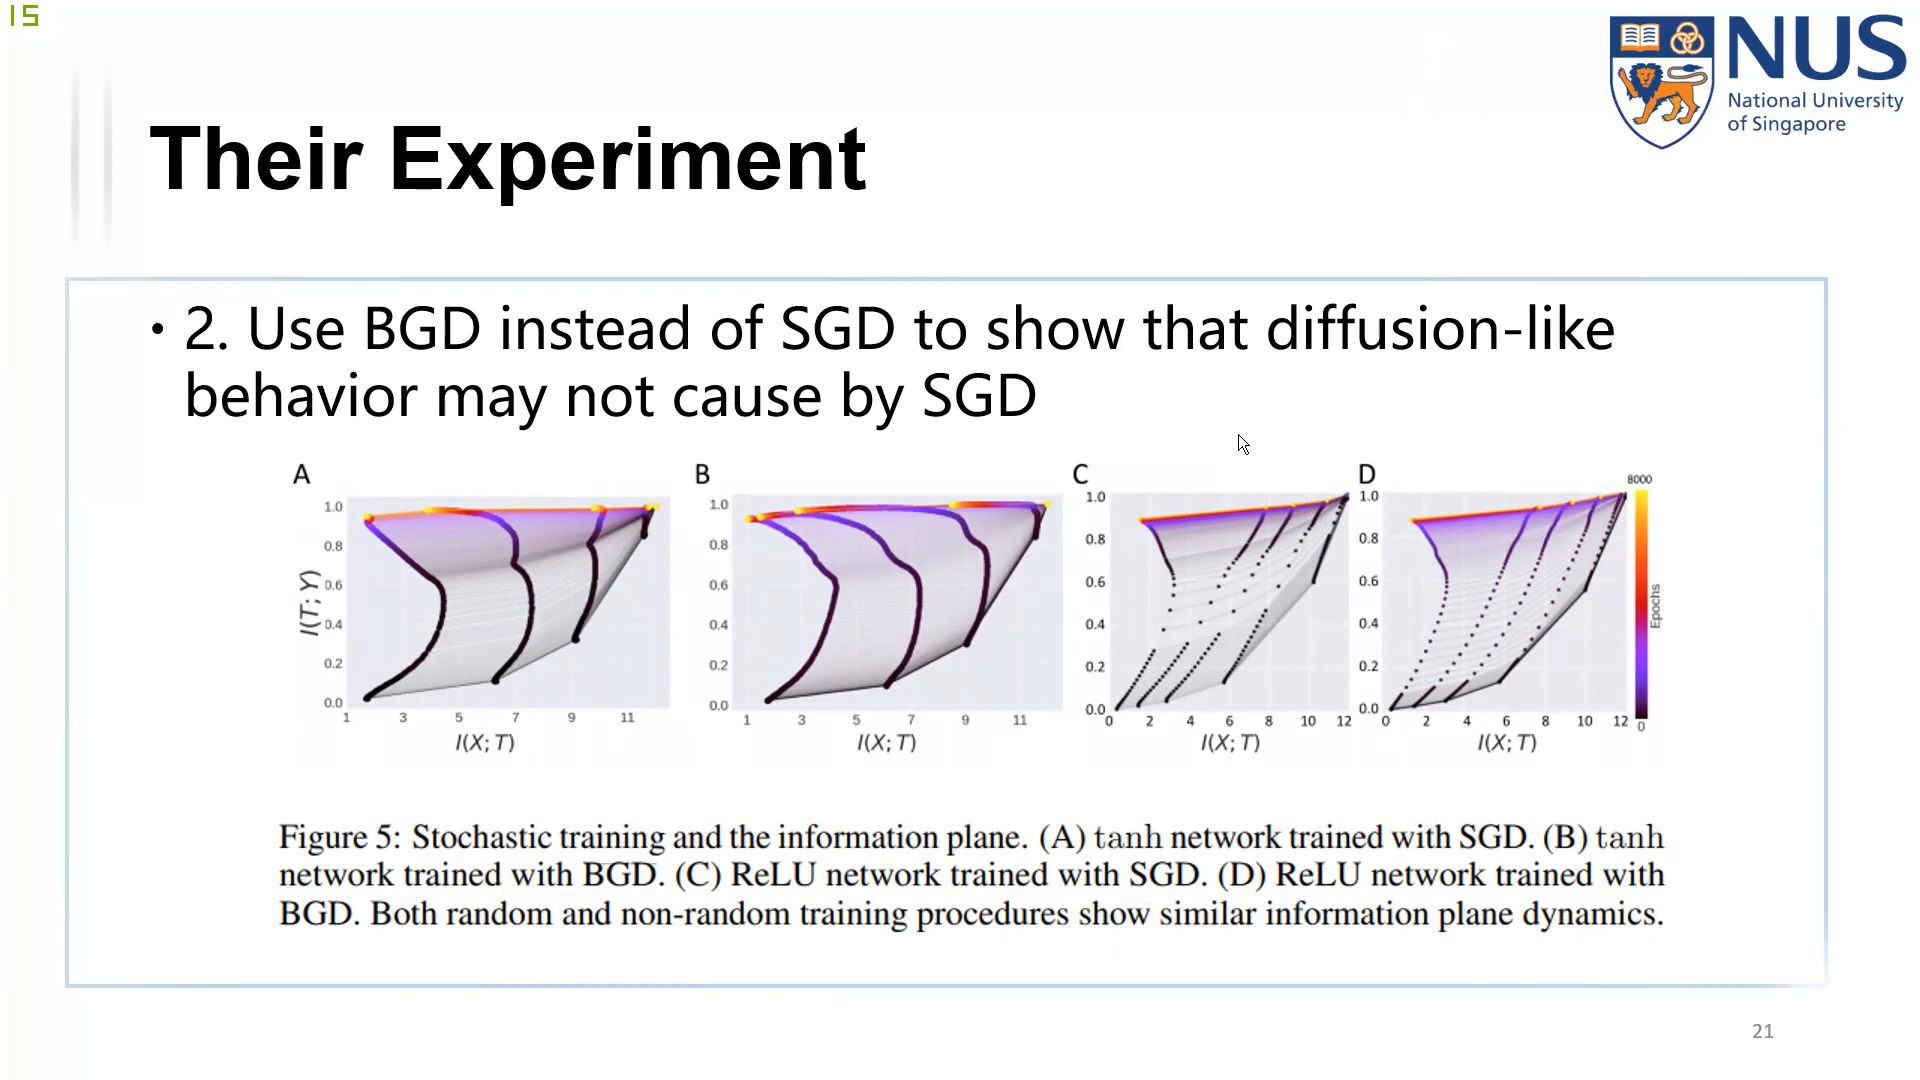 15
NUS
National University
of Singapore
Their Experiment
• 2. Use BGD instead of SGD to show that diffusion-like
behavior may not cause by SGD
A
B
C
D
8000
1.0
0.8
0.6
0.4
0.2
0.0
I(T; Y)
1 3 5 7 9 11
I(X; T)
1.0
0.8
0.6
0.4
0.2
0.0
1 3 5 7 9 11
I(X; T)
1.0
0.8
0.6
0.4
0.2
0.0
0 2 4 6 8 10 12
I(X; T)
1.0
0.8
0.6
0.4
0.2
0.0
0 2 4 6 8 10 12
I(X; T)
Epochs
0
Figure 5: Stochastic training and the information plane. (A) tanh network trained with SGD. (B) tanh
network trained with BGD. (C) ReLU network trained with SGD. (D) ReLU network trained with
BGD. Both random and non-random training procedures show similar information plane dynamics.
21